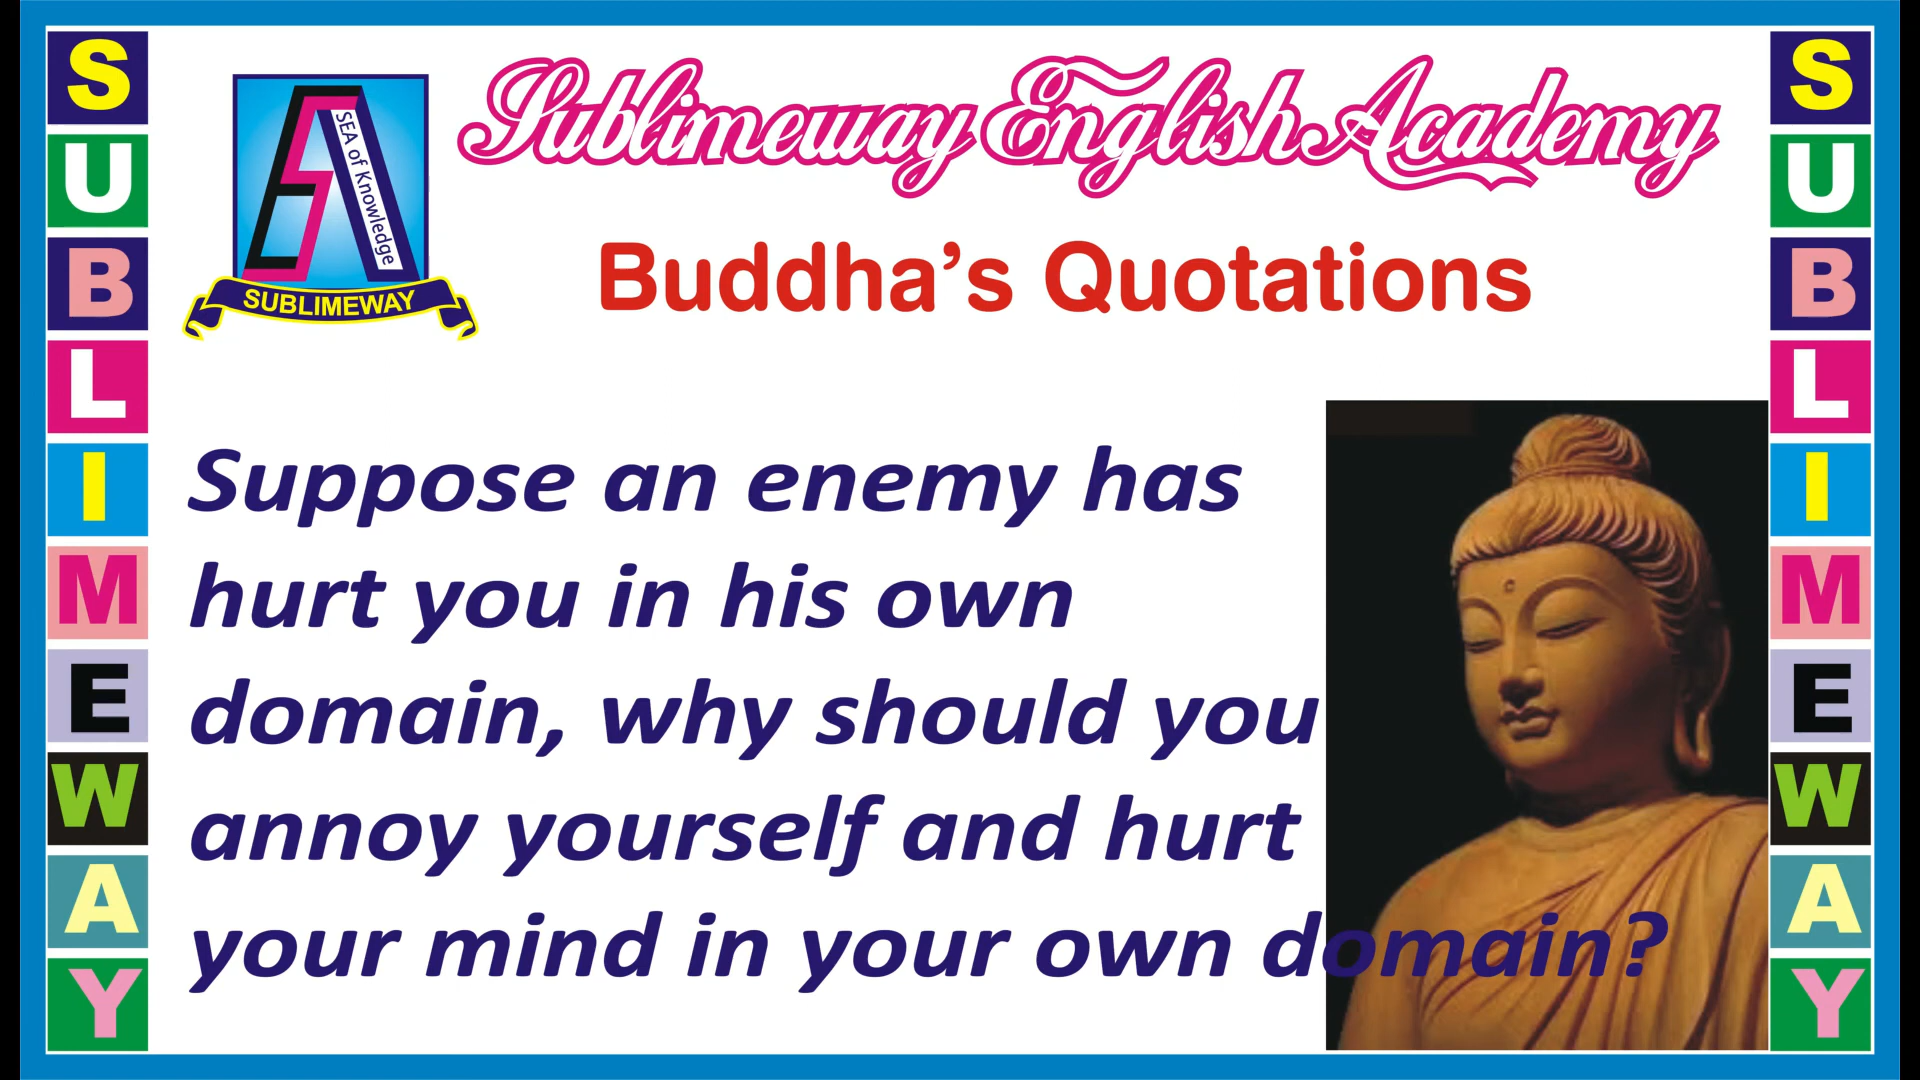 S
U
B
L
I
M
E
W
A
Y
SEA of Knowledge
SUBLIMEWAY
Sublimeway English Academy
Buddha’s Quotations
Suppose an enemy has
hurt you in his own
domain, why should you
annoy yourself and hurt
your mind in your own domain?
S
U
B
L
I
M
E
W
A
Y